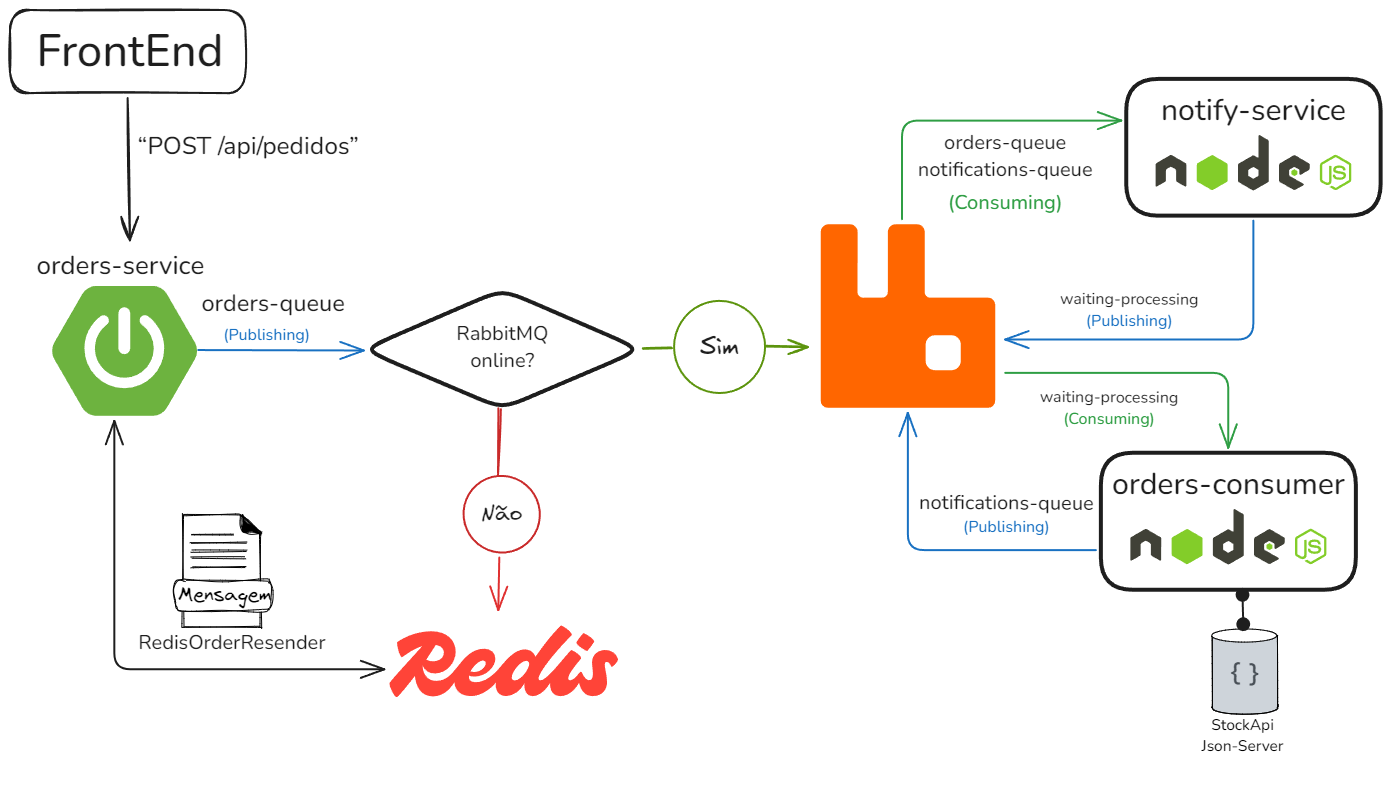 FrontEnd
“POST /api/pedidos”
orders-service
orders-queue
(Publishing)
RabbitMQ
online?
Sim
Não
Mensagem
RedisOrderResender
Redis
orders-queue
notifications-queue
(Consuming)
notify-service
node
JS
waiting-processing
(Publishing)
waiting-processing
(Consuming)
notifications-queue
(Publishing)
orders-consumer
node
JS
{ }
StockApi
Json-Server